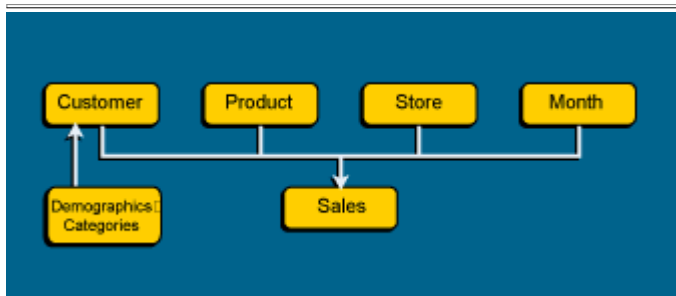 Customer
Product
Store
Month
Demographics
Categories
Sales